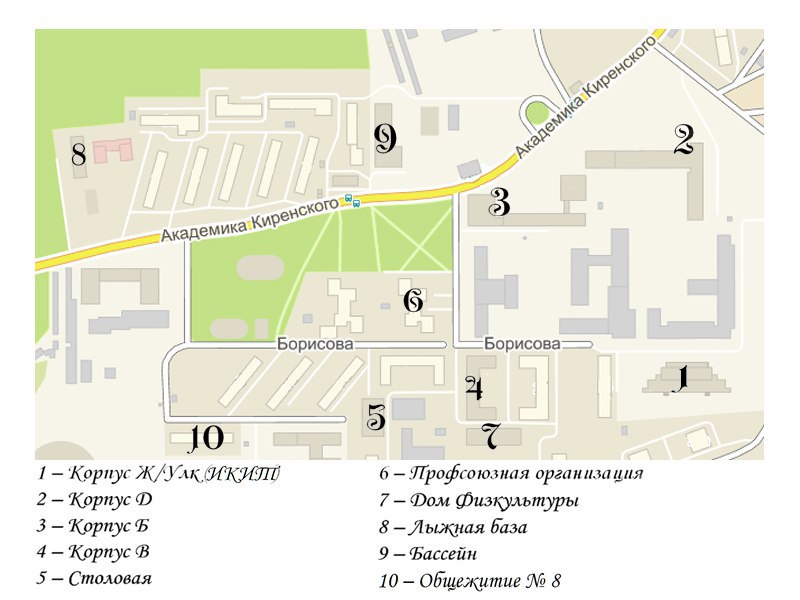 Академика Киренского
2
9
8
3
Академика Киренского
6
Борисова
Борисова
1
4
5
10
7
1 – Корпус Ж/Улк (ИКИТ)
2 – Корпус Д
3 – Корпус Б
4 – Корпус В
5 – Столовая
6 – Профсоюзная организация
7 – Дом Физкультуры
8 – Лыжная база
9 – Бассейн
10 – Общежитие № 8